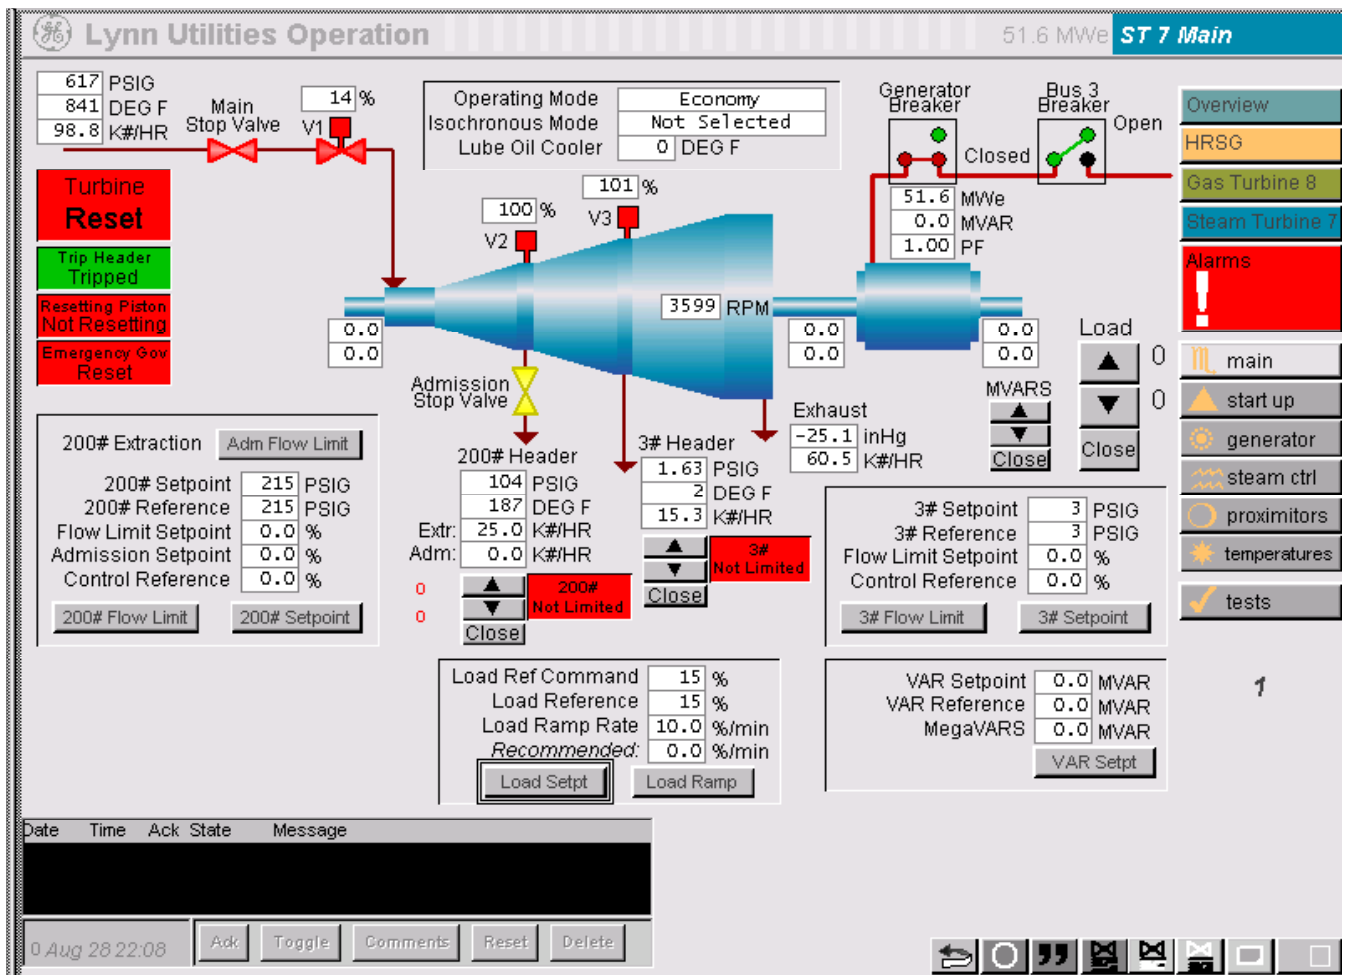 Lynn Utilities Operation
51.6 MWe ST 7 Main
617 PSIG
841 DEG F
98.8 K#/HR
Main
Stop Valve
14 %
V1
Operating Mode Economy
Isochronous Mode Not Selected
Lube Oil Cooler 0 DEG F
Generator
Breaker
Closed
Bus 3
Breaker
Open
51.6 MWe
0.0 MVAR
1.00 PF
Overview
HRSG
Gas Turbine 8
Steam Turbine 7
Alarms
!
Turbine
Reset
Trip Header
Tripped
Resetting Piston
Not Resetting
Emergency Gov
Reset
101 %
V3
100 %
V2
3599 RPM
0.0
0.0
0.0
0.0
0.0
0.0
Load
0
0
Close
MVARS
Close
Admission
Stop Valve
Exhaust
-25.1 inHg
60.5 K#/HR
main
start up
generator
steam ctrl
proximitors
temperatures
tests
200# Extraction Adm Flow Limit
200# Setpoint 215 PSIG
200# Reference 215 PSIG
Flow Limit Setpoint 0.0 %
Admission Setpoint 0.0 %
Control Reference 0.0 %
200# Flow Limit 200# Setpoint
200# Header
104 PSIG
187 DEG F
Extr: 25.0 K#/HR
Adm: 0.0 K#/HR
0
0
Close
200#
Not Limited
3# Header
1.63 PSIG
2 DEG F
15.3 K#/HR
Close
3#
Not Limited
3# Setpoint 3 PSIG
3# Reference 3 PSIG
Flow Limit Setpoint 0.0 %
Control Reference 0.0 %
3# Flow Limit 3# Setpoint
Load Ref Command 15 %
Load Reference 15 %
Load Ramp Rate 10.0 %/min
Recommended: 0.0 %/min
Load Setpt Load Ramp
VAR Setpoint 0.0 MVAR
VAR Reference 0.0 MVAR
MegaVARS 0.0 MVAR
VAR Setpt
1
Date Time Ack State Message
0 Aug 28 22:08
Ack Toggle Comments Reset Delete